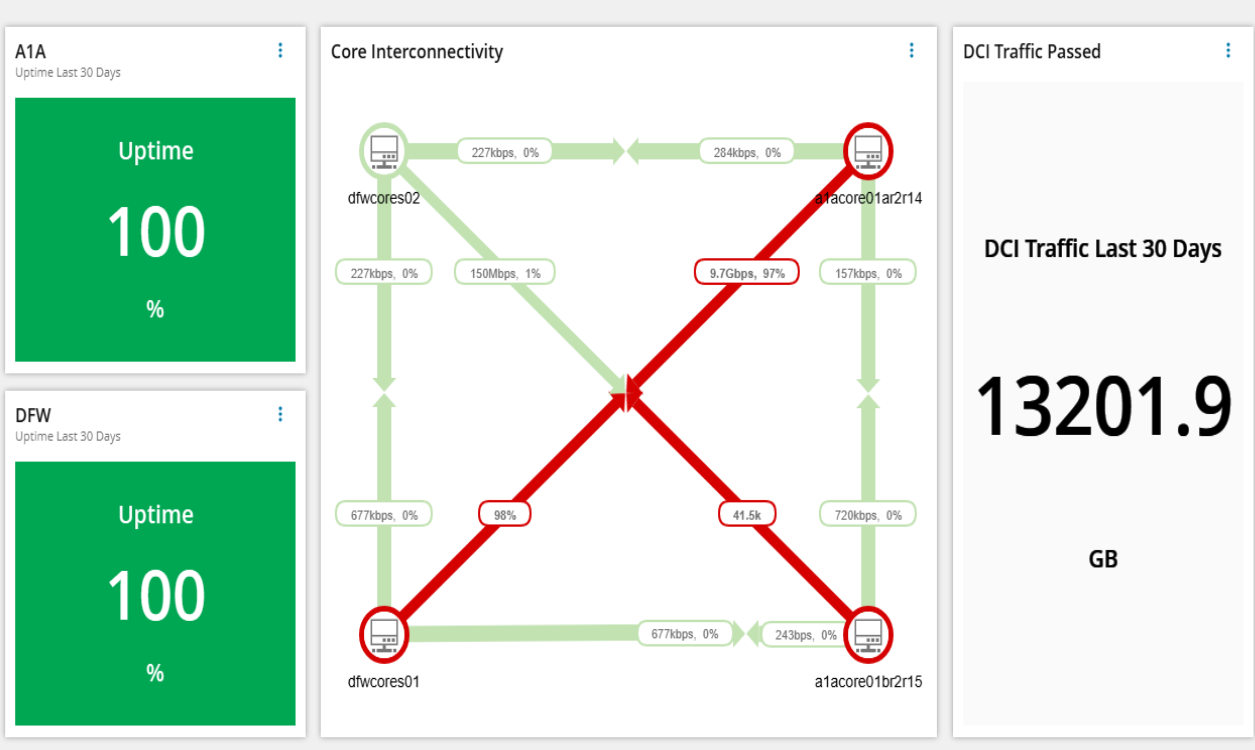 A1A
Uptime Last 30 Days
Uptime
100
%
DFW
Uptime Last 30 Days
Uptime
100
%
Core Interconnectivity
227kbps, 0%
284kbps, 0%
dfwcores02
a1acore01ar2r14
227kbps, 0%
150Mbps, 1%
9.7Gbps, 97%
157kbps, 0%
677kbps, 0%
98%
41.5k
720kbps, 0%
677kbps, 0%
243bps, 0%
dfwcores01
a1acore01br2r15
DCI Traffic Passed
DCI Traffic Last 30 Days
13201.9
GB